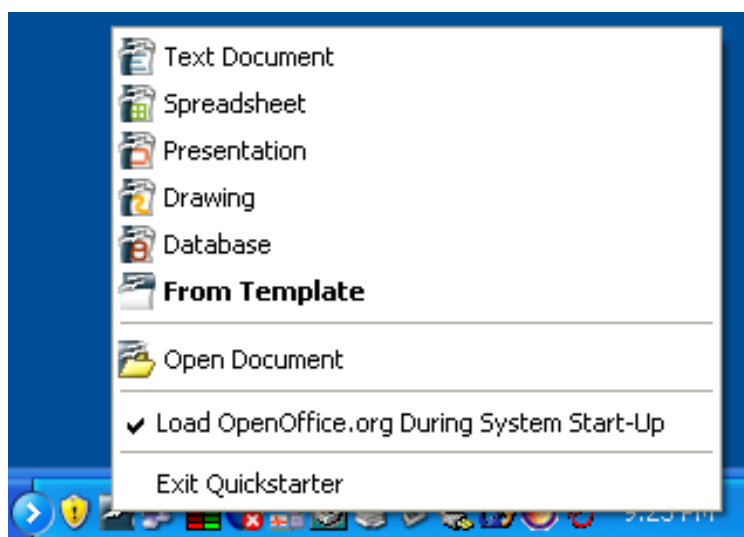 Text Document
Spreadsheet
Presentation
Drawing
Database
From Template
Open Document
Load OpenOffice.org During System Start-Up
Exit Quickstarter
PM